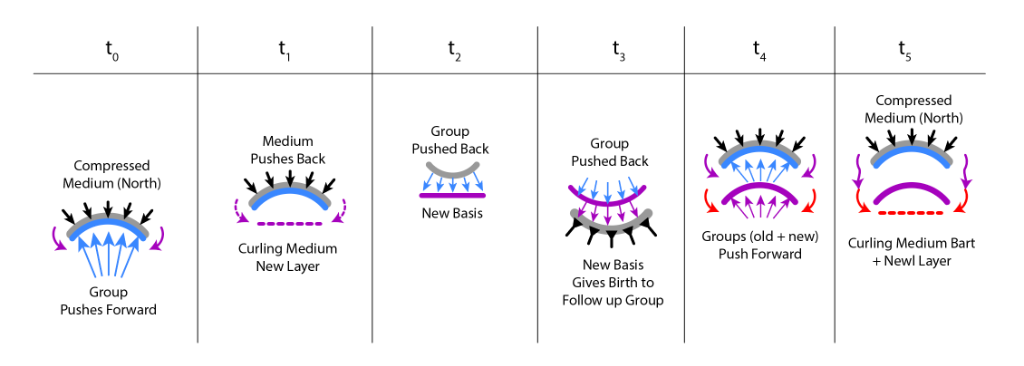 t0
t1
t2
t3
t4
t5
Compressed
Medium (North)
Group
Pushes Forward
Medium
Pushes Back
Curling Medium
New Layer
Group
Pushed Back
New Basis
Group
Pushed Back
New Basis
Gives Birth to
Follow up Group
Groups (old + new)
Push Forward
Compressed
Medium (North)
Curling Medium Bart
+ Newl Layer